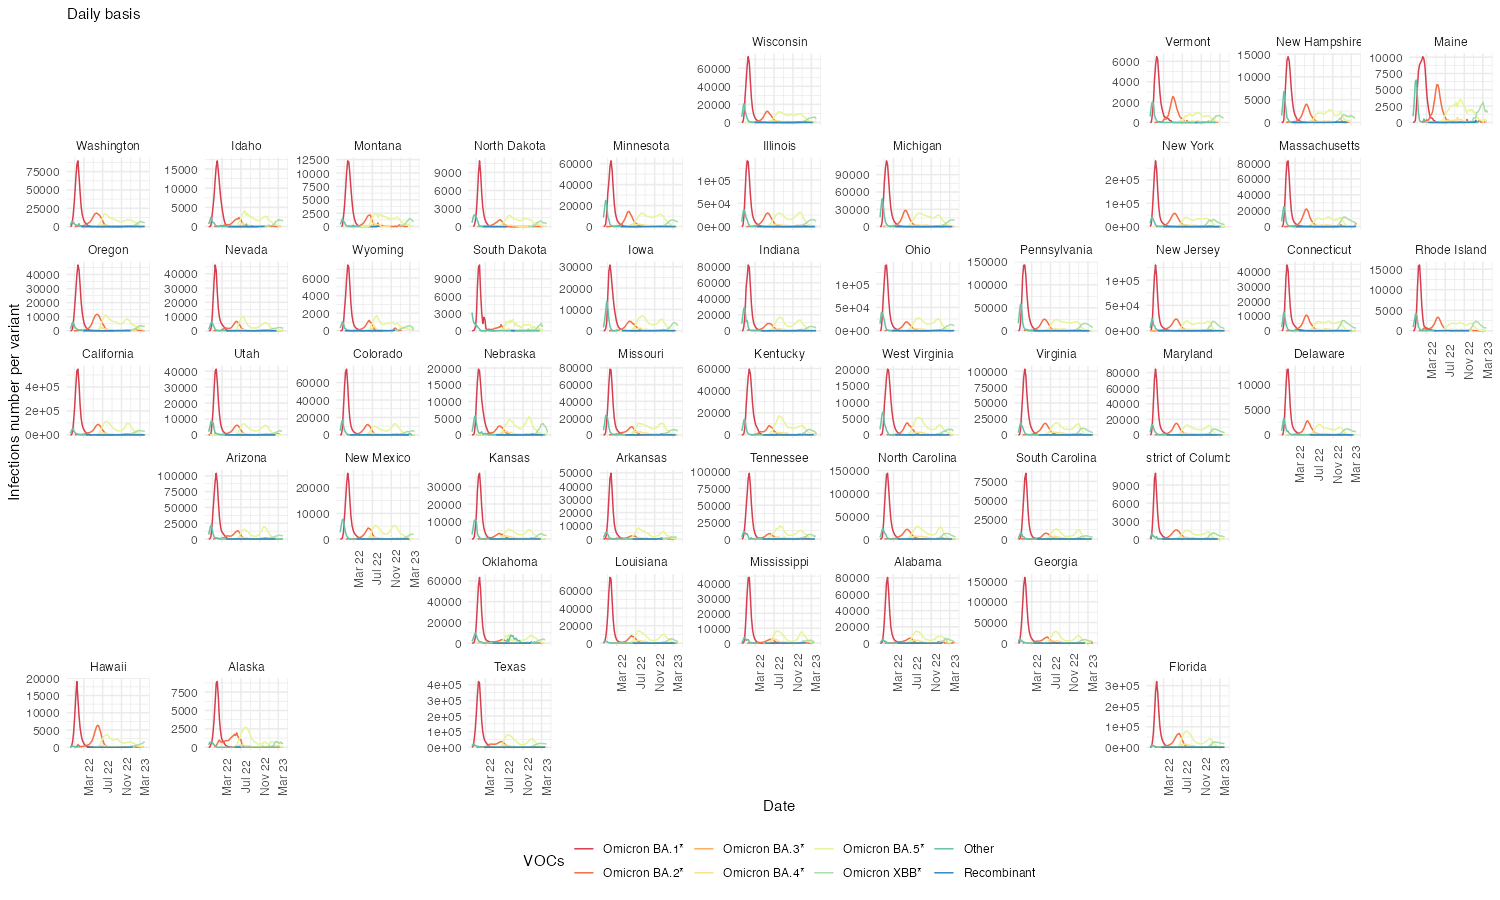 Daily basis
Wisconsin
Vermont
New Hampshire
Maine
60000
40000
20000
0
6000
4000
2000
0
15000
10000
5000
0
10000
7500
5000
2500
0
Washington
Idaho
Montana
North Dakota
Minnesota
Illinois
Michigan
New York
Massachusetts
75000
50000
25000
0
15000
10000
5000
0
12500
10000
7500
5000
2500
0
9000
6000
3000
0
60000
40000
20000
0
1e+05
5e+04
0e+00
90000
60000
30000
0
2e+05
1e+05
0e+00
80000
60000
40000
20000
0
Oregon
Nevada
Wyoming
South Dakota
Iowa
Indiana
Ohio
Pennsylvania
New Jersey
Connecticut
Rhode Island
40000
30000
20000
10000
0
40000
30000
20000
10000
0
6000
4000
2000
0
9000
6000
3000
0
30000
20000
10000
0
80000
60000
40000
20000
0
1e+05
5e+04
0e+00
150000
100000
50000
0
1e+05
5e+04
0e+00
40000
30000
20000
10000
0
15000
10000
5000
0
Mar 22
Jul 22
Nov 22
Mar 23
California
Utah
Colorado
Nebraska
Missouri
Kentucky
West Virginia
Virginia
Maryland
Delaware
4e+05
2e+05
0e+00
40000
30000
20000
10000
0
60000
40000
20000
0
20000
15000
10000
5000
0
80000
60000
40000
20000
0
60000
40000
20000
0
20000
15000
10000
5000
0
100000
75000
50000
25000
0
80000
60000
40000
20000
0
10000
5000
0
Mar 22
Jul 22
Nov 22
Mar 23
Arizona
New Mexico
Kansas
Arkansas
Tennessee
North Carolina
South Carolina
strict of Columb
100000
75000
50000
25000
0
20000
10000
0
Mar 22
Jul 22
Nov 22
Mar 23
30000
20000
10000
0
50000
40000
30000
20000
10000
0
100000
75000
50000
25000
0
150000
100000
50000
0
75000
50000
25000
0
9000
6000
3000
0
Oklahoma
Louisiana
Mississippi
Alabama
Georgia
60000
40000
20000
0
60000
40000
20000
0
Mar 22
Jul 22
Nov 22
Mar 23
40000
30000
20000
10000
0
Mar 22
Jul 22
Nov 22
Mar 23
80000
60000
40000
20000
0
Mar 22
Jul 22
Nov 22
Mar 23
150000
100000
50000
0
Mar 22
Jul 22
Nov 22
Mar 23
Hawaii
Alaska
Texas
Florida
20000
15000
10000
5000
0
Mar 22
Jul 22
Nov 22
Mar 23
7500
5000
2500
0
Mar 22
Jul 22
Nov 22
Mar 23
4e+05
3e+05
2e+05
1e+05
0e+00
Mar 22
Jul 22
Nov 22
Mar 23
3e+05
2e+05
1e+05
0e+00
Mar 22
Jul 22
Nov 22
Mar 23
Infections number per variant
Date
VOCs
Omicron BA.1*
Omicron BA.3*
Omicron BA.5*
Other
Omicron BA.2*
Omicron BA.4*
Omicron XBB*
Recombinant